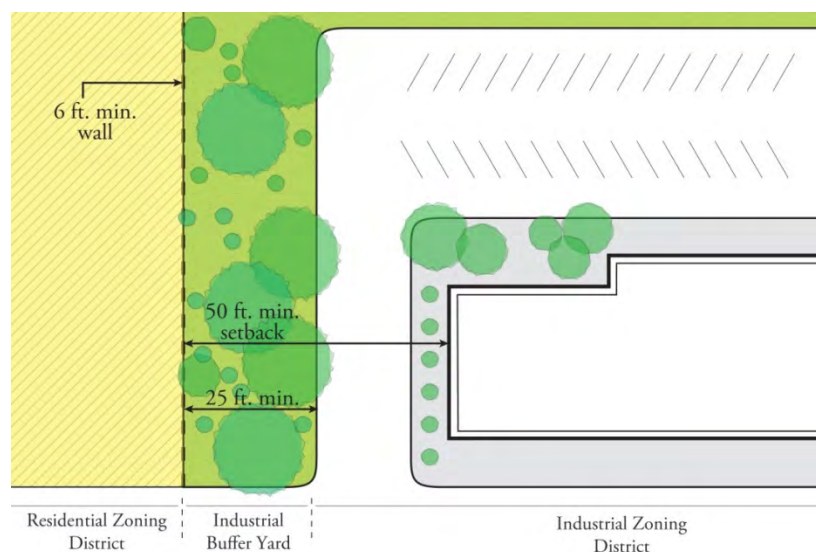 6 ft. min.
wall
50 ft. min.
setback
25 ft. min.
Residential Zoning
District
Industrial
Buffer Yard
Industrial Zoning
District